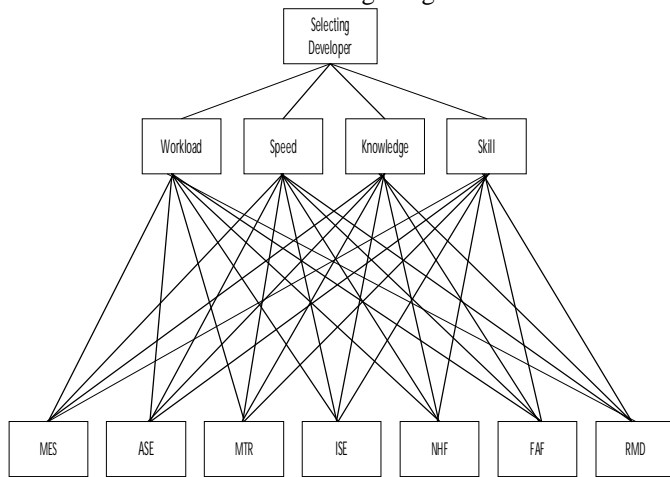 Selecting
Developer
Workload
Speed
Knowledge
Skill
MES
ASE
MTR
ISE
NHF
FAF
RMD